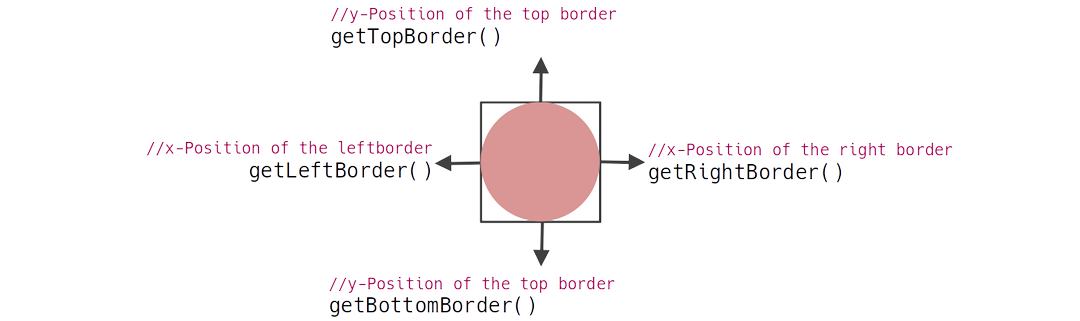 //y-Position of the top border
getTopBorder()
//x-Position of the leftborder
getLeftBorder()
//x-Position of the right border
getRightBorder()
//y-Position of the top border
getBottomBorder()